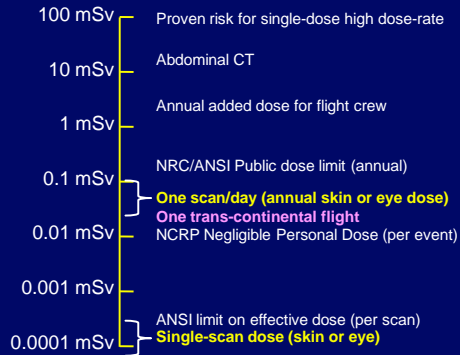 100 mSv
Proven risk for single-dose high dose-rate
Abdominal CT
10 mSv
Annual added dose for flight crew
1 mSv
NRC/ANSI Public dose limit (annual)
0.1 mSv
One scan/day (annual skin or eye dose)
One trans-continental flight
0.01 mSv
NCRP Negligible Personal Dose (per event)
0.001 mSv
ANSI limit on effective dose (per scan)
0.0001 mSv
Single-scan dose (skin or eye)